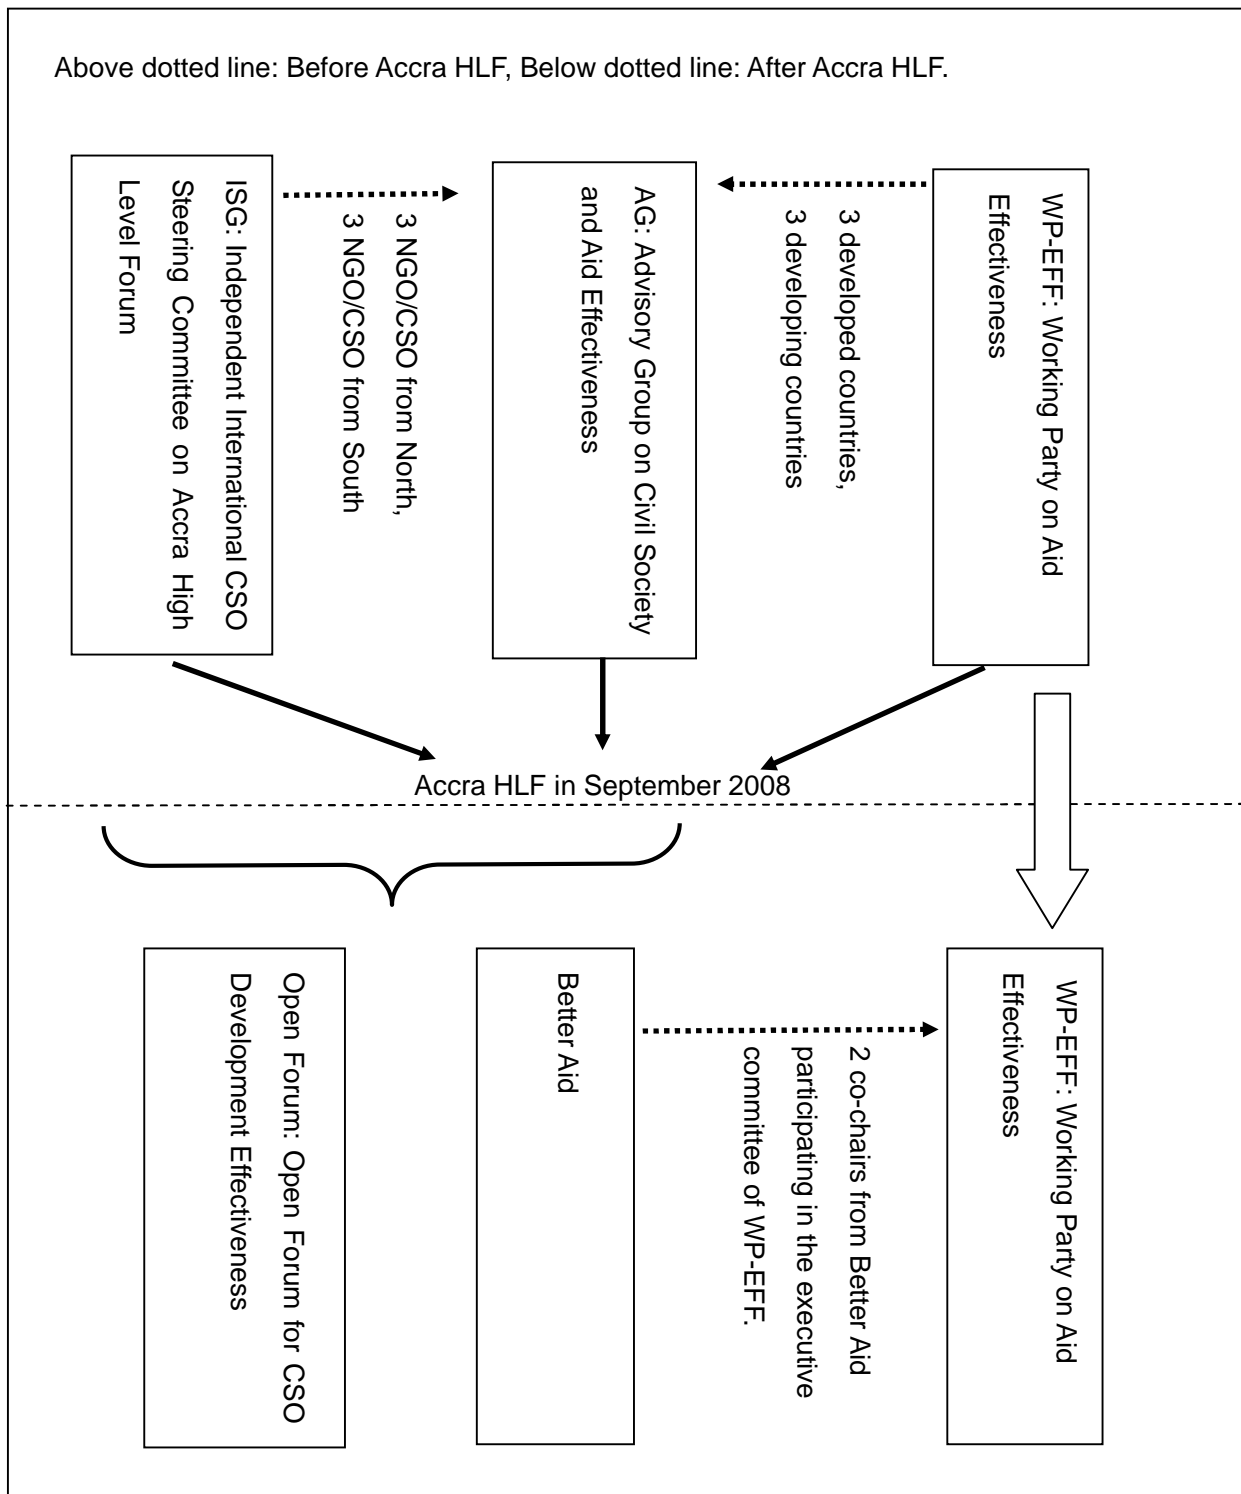 Above dotted line: Before Accra HLF, Below dotted line: After Accra HLF.
ISG: Independent International CSO
Steering Committee on Accra High
Level Forum
3 NGO/CSO from North,
3 NGO/CSO from South
AG: Advisory Group on Civil Society
and Aid Effectiveness
3 developed countries,
3 developing countries
WP-EFF: Working Party on Aid
Effectiveness
Accra HLF in September 2008
Open Forum: Open Forum for CSO
Development Effectiveness
Better Aid
2 co-chairs from Better Aid
participating in the executive
committee of WP-EFF.
WP-EFF: Working Party on Aid
Effectiveness